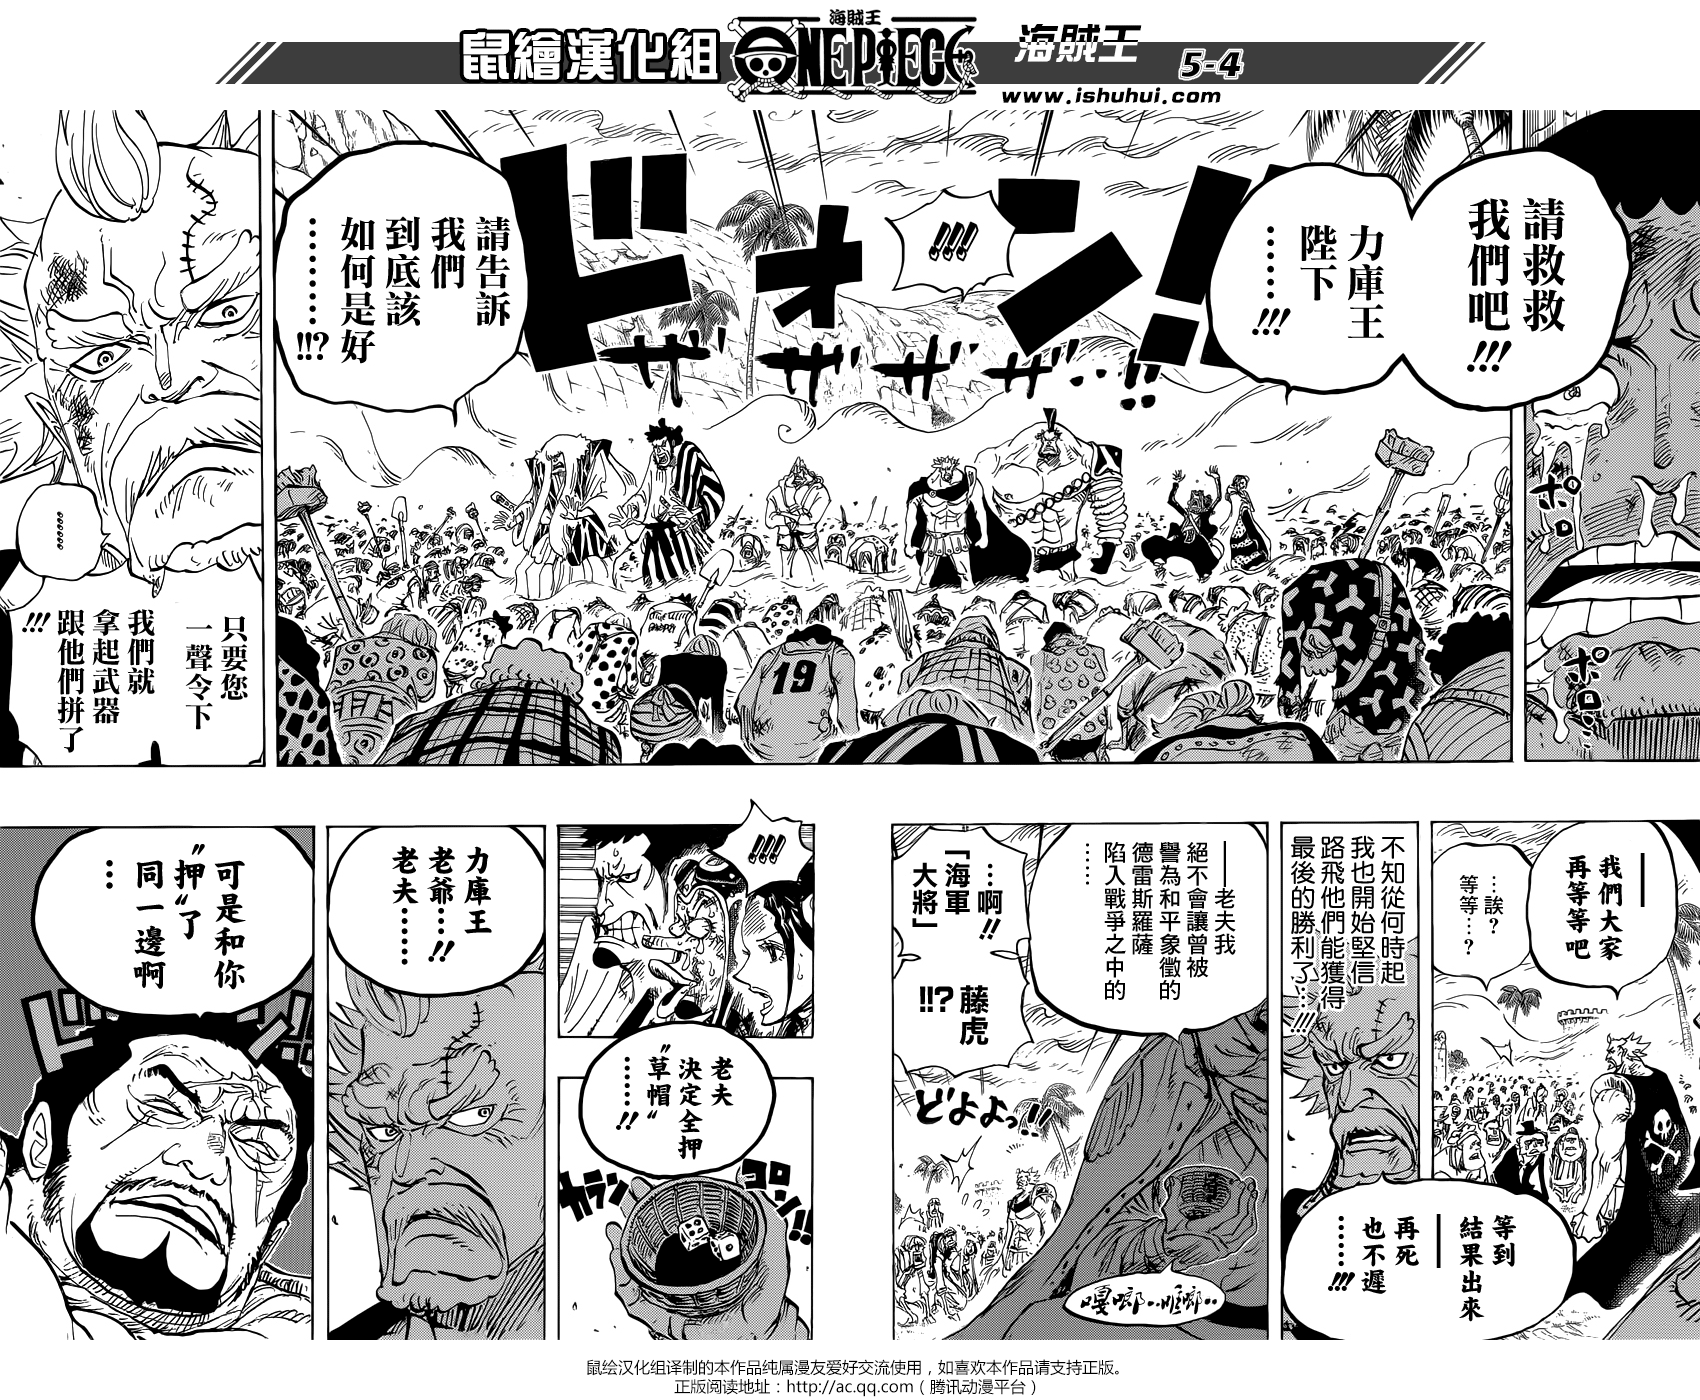 鼠繪漢化組
海賊王
ONE PIECE
海賊王
5-4
www.ishuhui.com
請救救
我們吧!!!
力庫王
陛下
……!!!
!!!
ドォン!!
ザ ザ ザ ザ ザ…!!
請告訴
我們
到底該
如何是好
………!!?
ポロ
ポロ…
………
只要您
一聲令下
我們就
拿起武器
跟他們拼了
!!!
——我們大家
再等等吧
…誒?
等等…?
不知從何時起
我也開始堅信
路飛他們能獲得
最後的勝利了…!!!
等到
結果出來——
再死
也不遲
……!!!
——老夫我
絕不會讓曾被
譽為和平象徵的
德雷斯羅薩
陷入戰爭之中的
……
…啊!!
「海軍
大將」
藤虎
!!?
どよよっ!!
嘎啷‥啷啷‥
!!!
老夫
決定全押
〝草帽〞
……!!
カラン
コロン!!
力庫王
老爺…!!
老夫……
可是和你
〝押〞了
同一邊啊
…
ドォン!!
19
鼠绘汉化组译制的本作品纯属漫友爱好交流使用，如喜欢本作品请支持正版。
正版阅读地址：http://ac.qq.com（腾讯动漫平台）